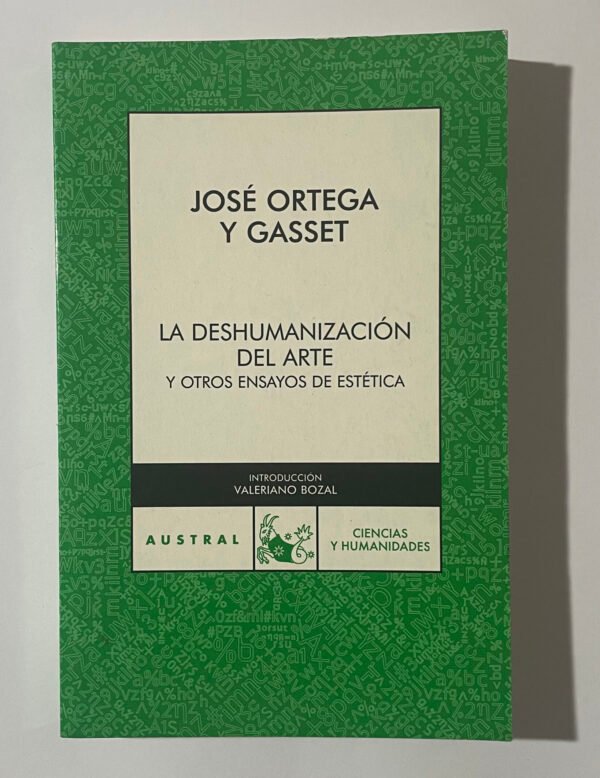 JOSÉ ORTEGA
Y GASSET
LA DESHUMANIZACIÓN
DEL ARTE
Y OTROS ENSAYOS DE ESTÉTICA
INTRODUCCIÓN
VALERIANO BOZAL
AUSTRAL
CIENCIAS
Y HUMANIDADES